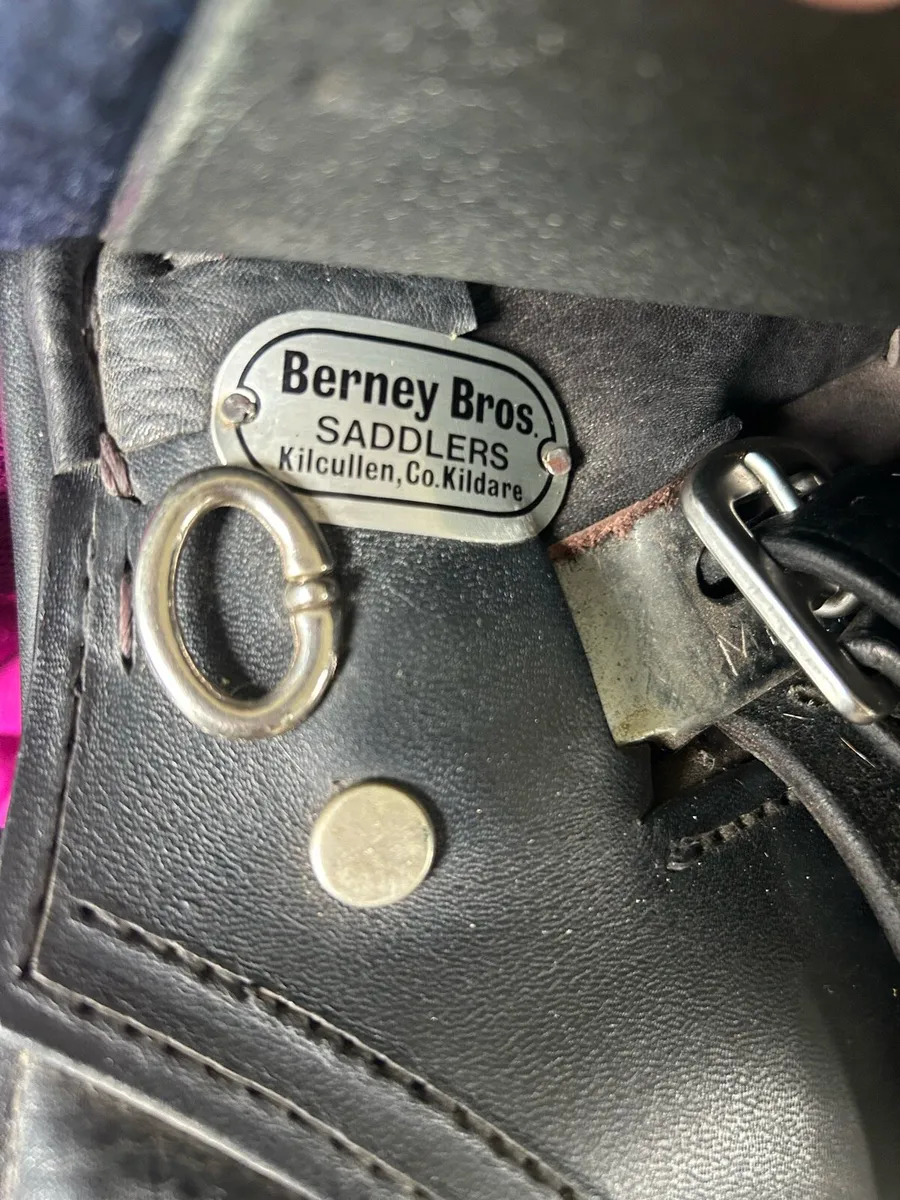 Berney Bros.
SADDLERS
Kilcullen, Co. Kildare